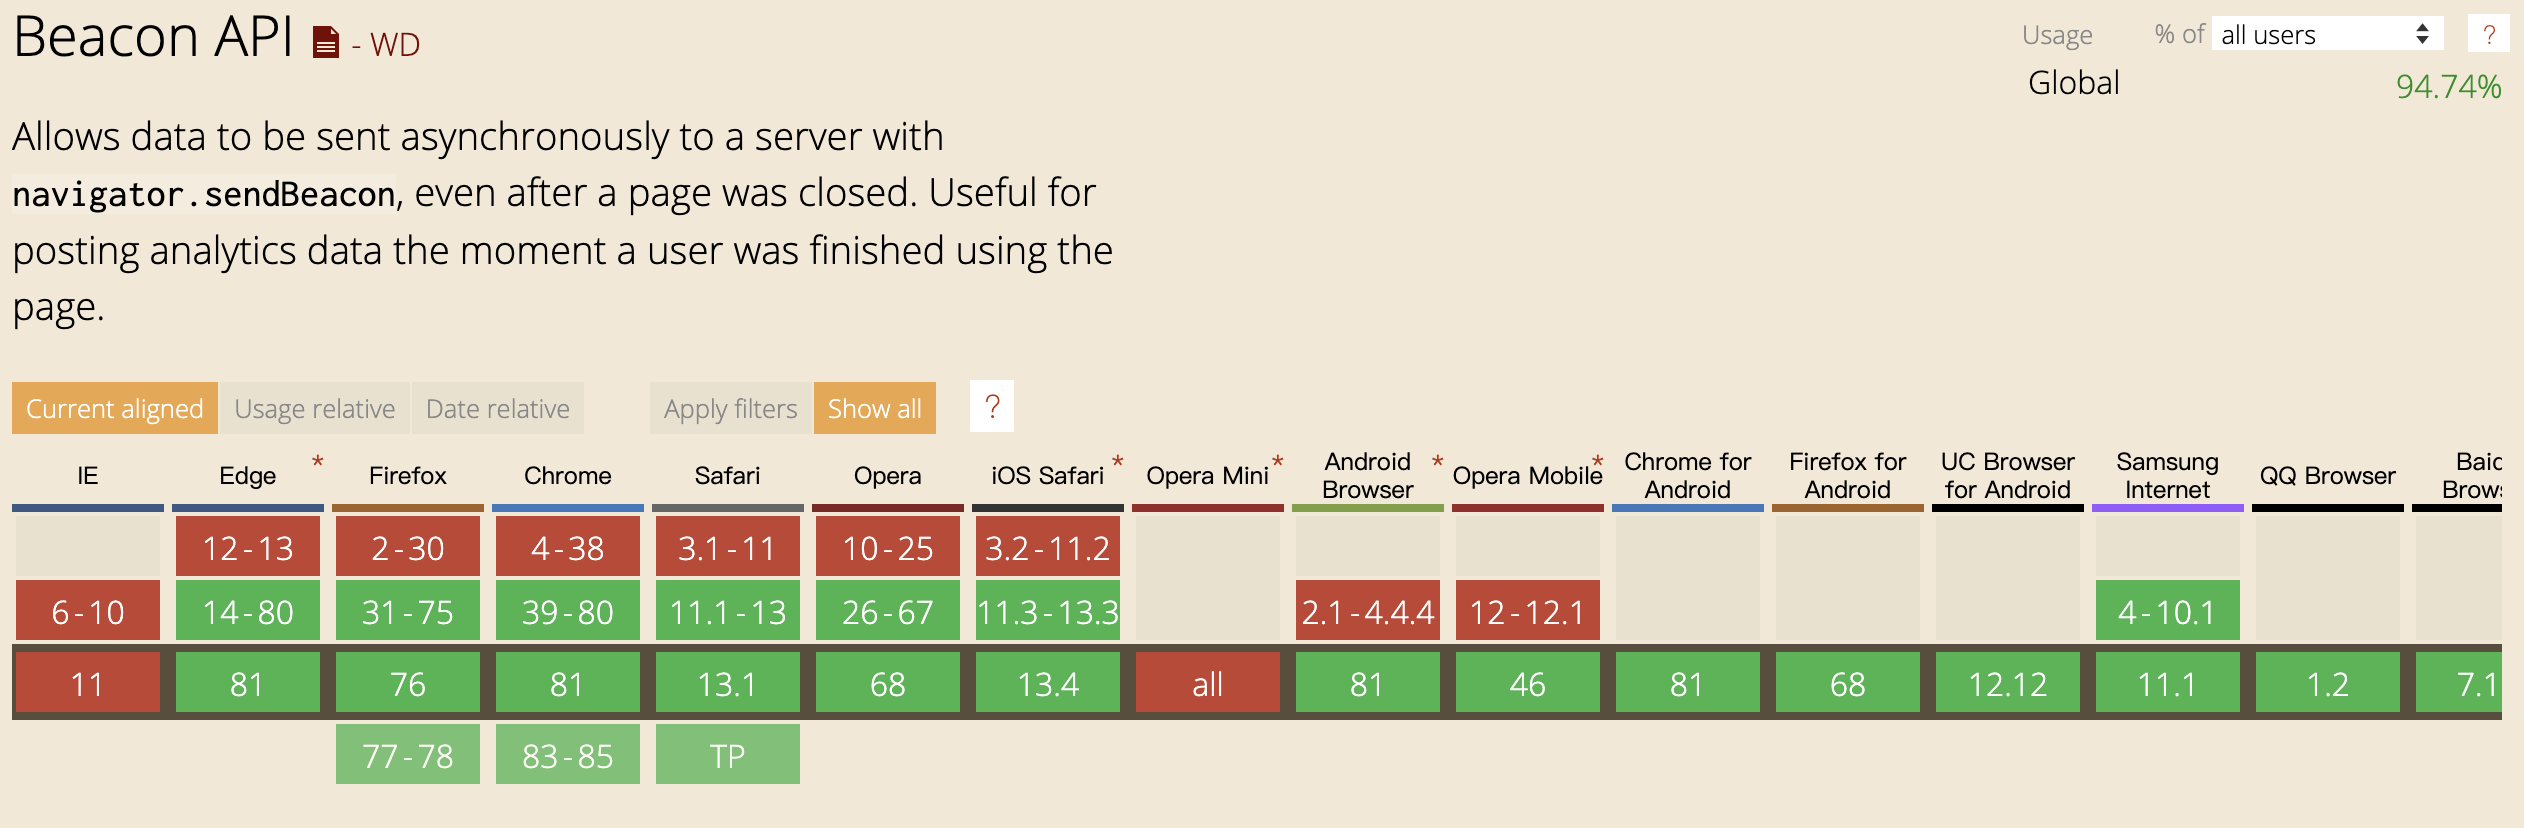 Beacon API - WD
Usage % of all users ?
Global 94.74%
Allows data to be sent asynchronously to a server with
navigator.sendBeacon, even after a page was closed. Useful for
posting analytics data the moment a user was finished using the
page.
Current aligned Usage relative Date relative Apply filters Show all ?
IE Edge * Firefox Chrome Safari Opera iOS Safari * Opera Mini * Android Browser * Opera Mobile * Chrome for Android Firefox for Android UC Browser for Android Samsung Internet QQ Browser
12-13 2-30 4-38 3.1-11 10-25 3.2-11.2
6-10 14-80 31-75 39-80 11.1-13 26-67 11.3-13.3 2.1-4.4.4 12-12.1 4-10.1
11 81 76 81 13.1 68 13.4 all 81 46 81 68 12.12 11.1 1.2 7.1
77-78 83-85 TP